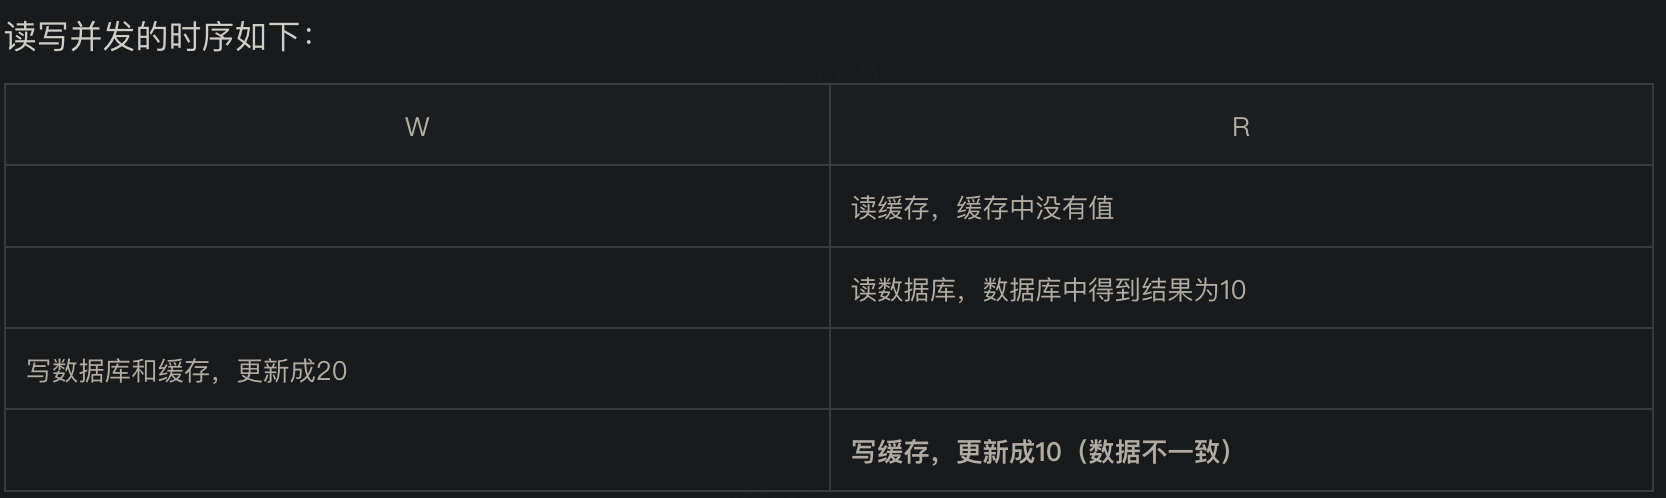 读写并发的时序如下：
W
R
读缓存，缓存中没有值
读数据库，数据库中得到结果为10
写数据库和缓存，更新成20
写缓存，更新成10（数据不一致）